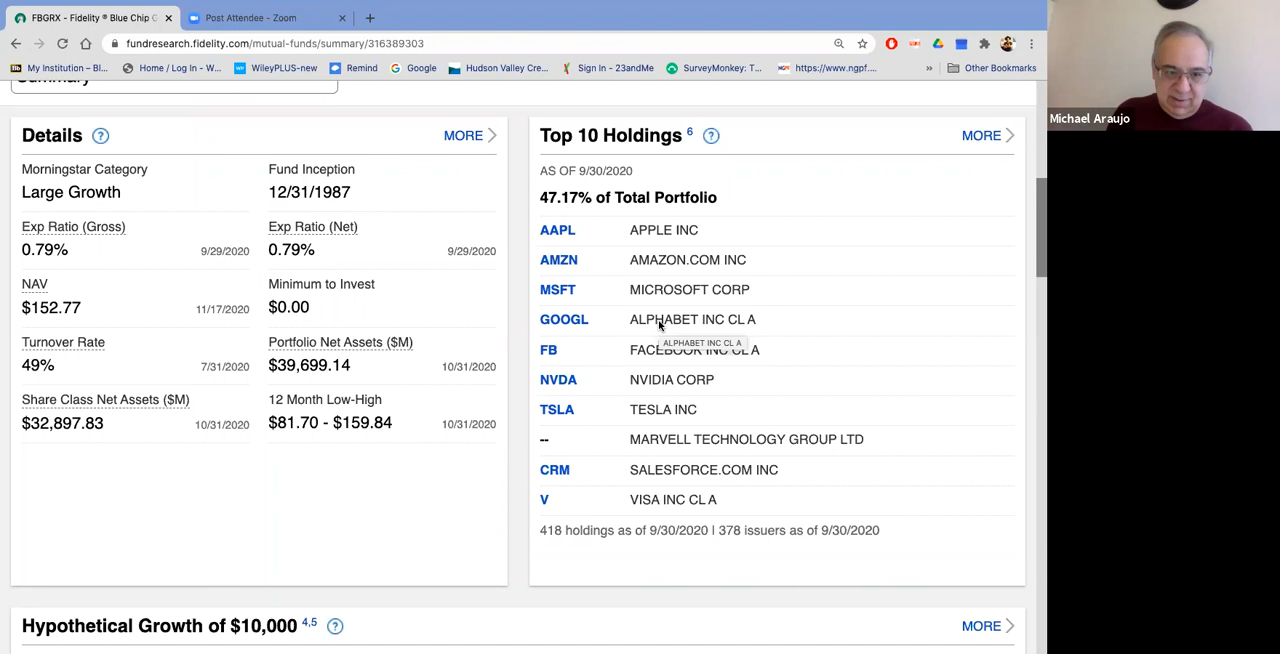 FBGRX - Fidelity ® Blue Chip G
Post Attendee - Zoom
fundresearch.fidelity.com/mutual-funds/summary/316389303
My Institution – Bl...
Home / Log In - W...
WP WileyPLUS-new
Remind
Google
Hudson Valley Cre...
Sign In - 23andMe
SurveyMonkey: T...
https://www.ngpf....
»
Other Bookmarks
Summary
Michael Araujo
Details ?
MORE
Morningstar Category
Large Growth
Fund Inception
12/31/1987
Exp Ratio (Gross)
0.79% 9/29/2020
Exp Ratio (Net)
0.79% 9/29/2020
NAV
$152.77 11/17/2020
Minimum to Invest
$0.00
Turnover Rate
49% 7/31/2020
Portfolio Net Assets ($M)
$39,699.14 10/31/2020
Share Class Net Assets ($M)
$32,897.83 10/31/2020
12 Month Low-High
$81.70 - $159.84 10/31/2020
Top 10 Holdings 6 ?
MORE
AS OF 9/30/2020
47.17% of Total Portfolio
AAPL APPLE INC
AMZN AMAZON.COM INC
MSFT MICROSOFT CORP
GOOGL ALPHABET INC CL A
ALPHABET INC CL A
FB FACEBOOK INC CL A
NVDA NVIDIA CORP
TSLA TESLA INC
-- MARVELL TECHNOLOGY GROUP LTD
CRM SALESFORCE.COM INC
V VISA INC CL A
418 holdings as of 9/30/2020 | 378 issuers as of 9/30/2020
Hypothetical Growth of $10,000 4,5 ?
MORE